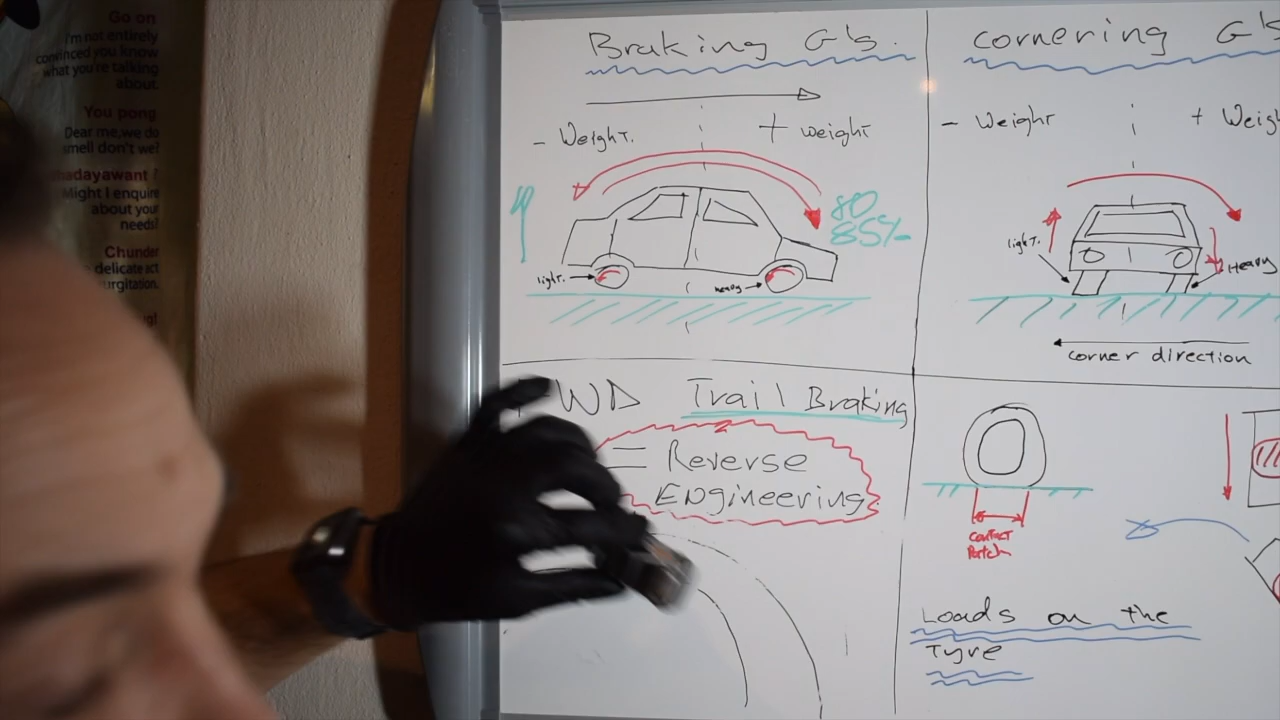 Go on
I'm not entirely
convinced you know
what you're talking
about.
You pong
Dear me, we do
smell don't we?
hadayawant?
Might I enquire
about your
needs?
Chunder
delicate act
urgitation.
Braking G's.
- Weight.
+ weight
80
85%
light.
heavy
cornering G's
- Weight
+ Weigh
light.
Heavy
corner direction
WD Trail Braking
= Reverse
Engineering
contact
Patch
Loads on the
Tyre